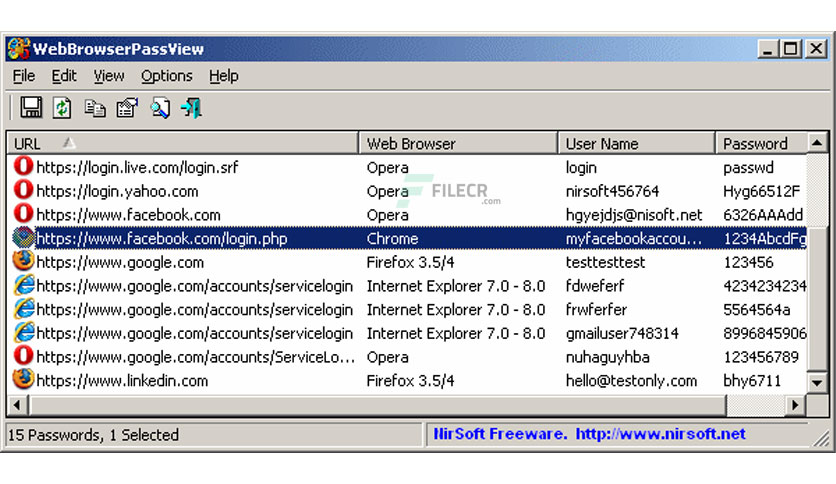 WebBrowserPassView
File Edit View Options Help
URL Web Browser User Name Password
https://login.live.com/login.srf Opera login passwd
https://login.yahoo.com Opera nirsoft456764 Hyg66512F
https://www.facebook.com Opera hgyejdjs@nisoft.net 6326AAAdd
https://www.facebook.com/login.php Chrome myfacebookaccou... 1234AbcdFg
https://www.google.com Firefox 3.5/4 testtesttest 123456
https://www.google.com/accounts/servicelogin Internet Explorer 7.0 - 8.0 fdweferf 4234234234
https://www.google.com/accounts/servicelogin Internet Explorer 7.0 - 8.0 frwferfer 5564564a
https://www.google.com/accounts/servicelogin Internet Explorer 7.0 - 8.0 gmailuser748314 8996845906
https://www.google.com/accounts/ServiceLo... Opera nuhaguyhba 123456789
https://www.linkedin.com Firefox 3.5/4 hello@testonly.com bhy6711
FILECR
.com
15 Passwords, 1 Selected NirSoft Freeware. http://www.nirsoft.net